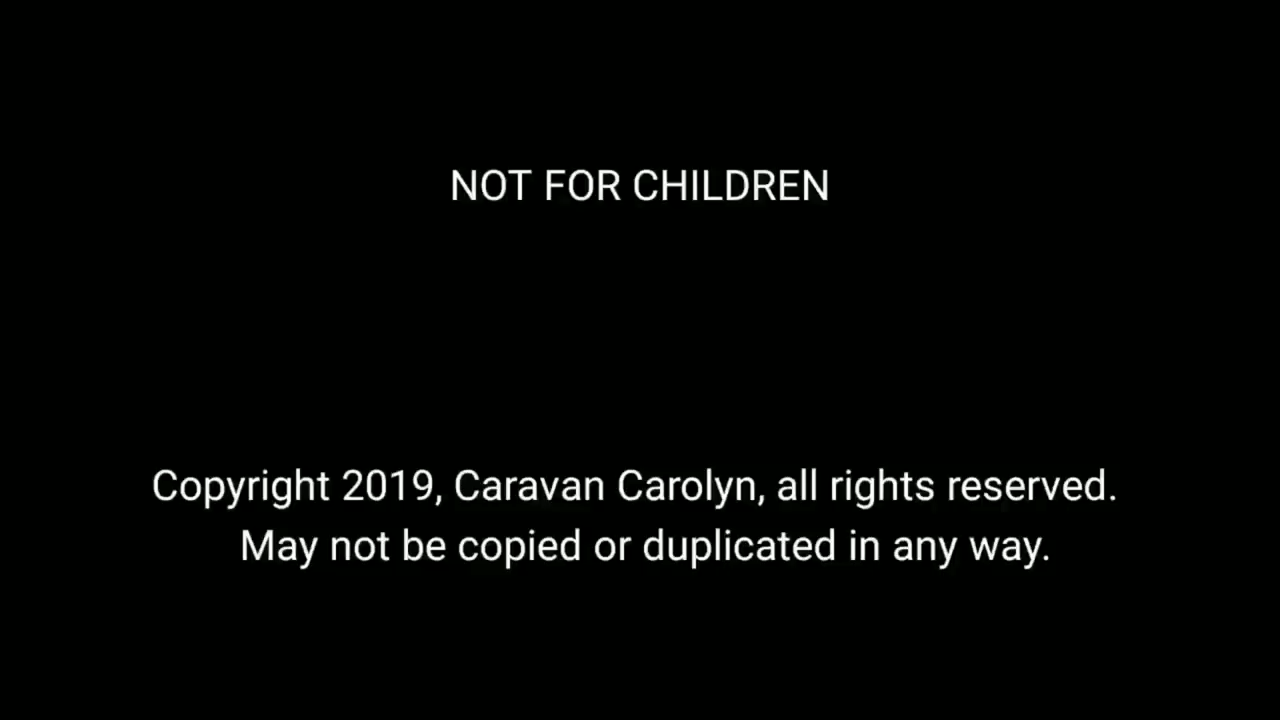 NOT FOR CHILDREN
Copyright 2019, Caravan Carolyn, all rights reserved.
May not be copied or duplicated in any way.